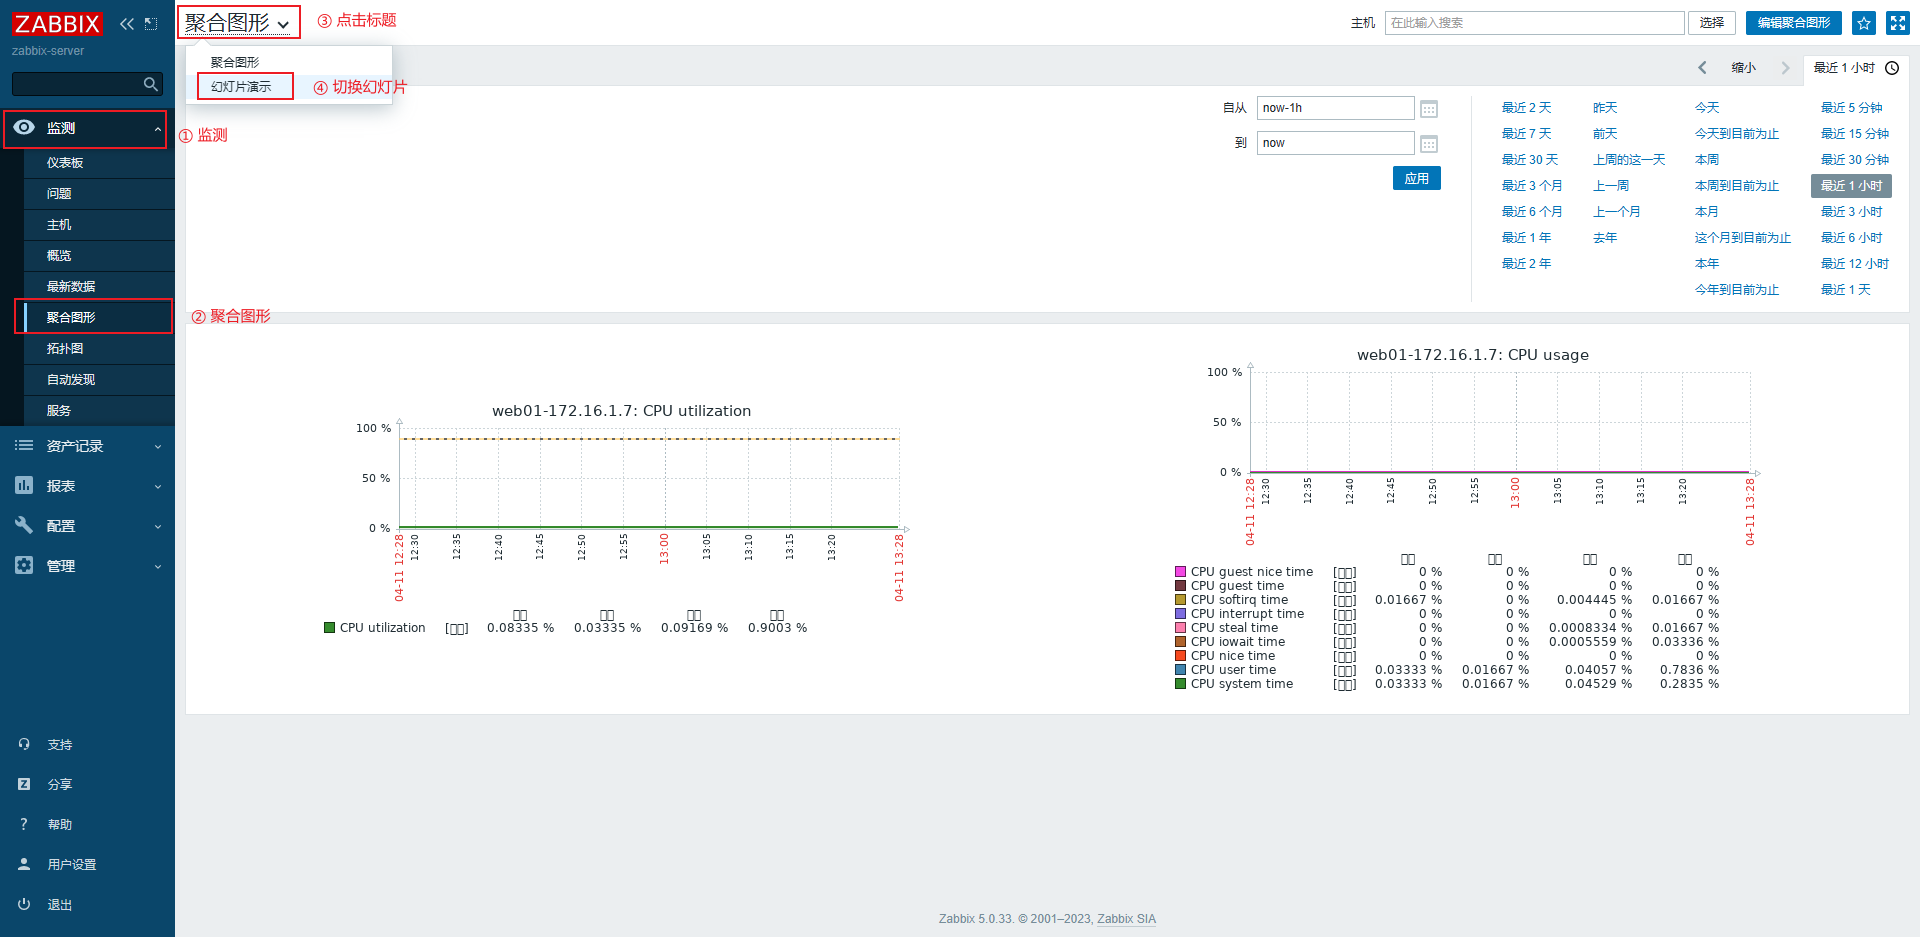 ZABBIX
zabbix-server
监测
仪表板
问题
主机
概览
最新数据
聚合图形
拓扑图
自动发现
服务
资产记录
报表
配置
管理
支持
分享
帮助
用户设置
退出
① 监测
② 聚合图形
聚合图形
③ 点击标题
聚合图形
幻灯片演示
④ 切换幻灯片
主机 在此输入搜索 选择 编辑聚合图形
缩小 最近 1 小时
自从 now-1h
到 now
应用
最近 2 天 昨天 今天 最近 5 分钟
最近 7 天 前天 今天到目前为止 最近 15 分钟
最近 30 天 上周的这一天 本周 最近 30 分钟
最近 3 个月 上一周 本周到目前为止 最近 1 小时
最近 6 个月 上一个月 本月 最近 3 小时
最近 1 年 去年 这个月到目前为止 最近 6 小时
最近 2 年 本年 最近 12 小时
今年到目前为止 最近 1 天
web01-172.16.1.7: CPU utilization
100 %
50 %
0 %
04-11 12:28 12:30 12:35 12:40 12:45 12:50 12:55 13:00 13:05 13:10 13:15 13:20 04-11 13:28
CPU utilization [□□] 0.08335 % 0.03335 % 0.09169 % 0.9003 %
web01-172.16.1.7: CPU usage
100 %
50 %
0 %
04-11 12:28 12:30 12:35 12:40 12:45 12:50 12:55 13:00 13:05 13:10 13:15 13:20 04-11 13:28
CPU guest nice time [□□] 0 % 0 % 0 % 0 %
CPU guest time [□□] 0 % 0 % 0 % 0 %
CPU softirq time [□□] 0.01667 % 0 % 0.004445 % 0.01667 %
CPU interrupt time [□□] 0 % 0 % 0 % 0 %
CPU steal time [□□] 0 % 0 % 0.0008334 % 0.01667 %
CPU iowait time [□□] 0 % 0 % 0.0005559 % 0.03336 %
CPU nice time [□□] 0 % 0 % 0 % 0 %
CPU user time [□□] 0.03333 % 0.01667 % 0.04057 % 0.7836 %
CPU system time [□□] 0.03333 % 0.01667 % 0.04529 % 0.2835 %
Zabbix 5.0.33. © 2001–2023, Zabbix SIA